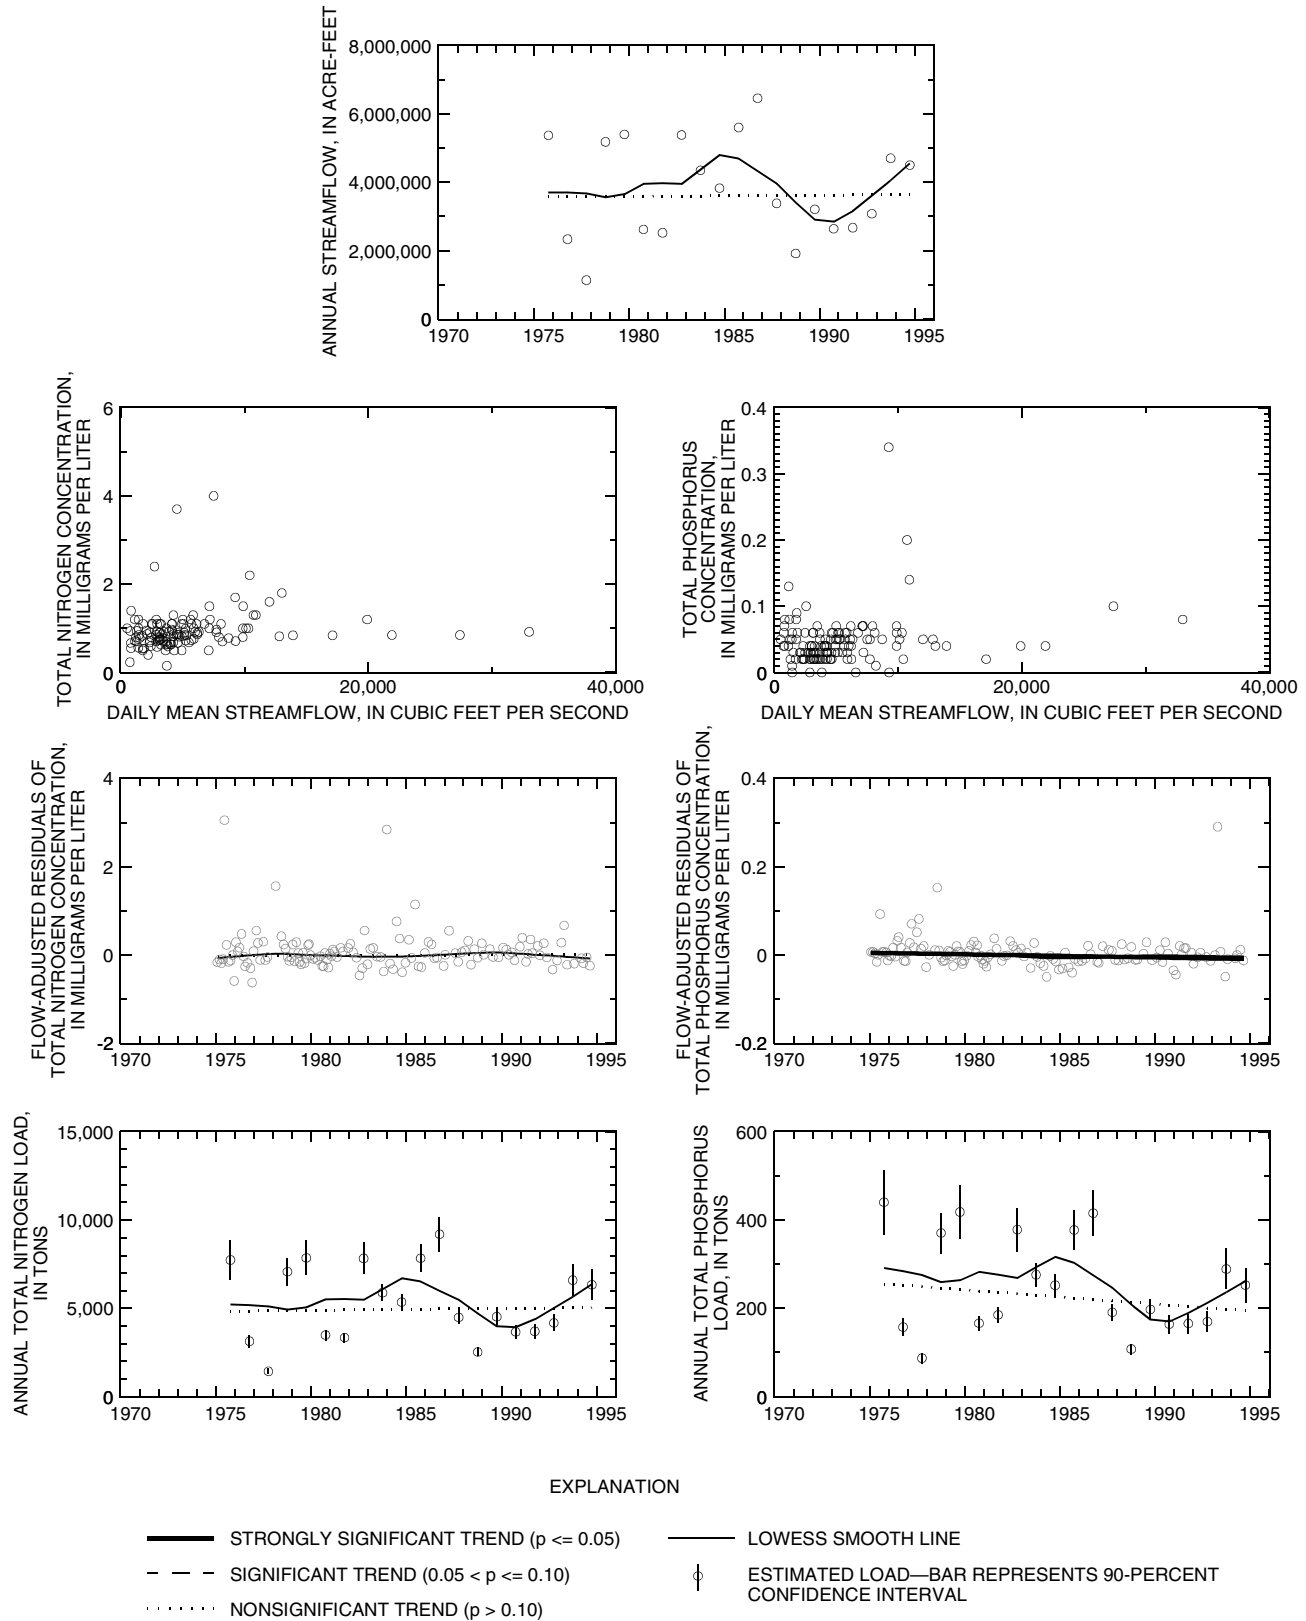 ANNUAL STREAMFLOW, IN ACRE-FEET
8,000,000
6,000,000
4,000,000
2,000,000
0
1970 1975 1980 1985 1990 1995
TOTAL NITROGEN CONCENTRATION,
IN MILLIGRAMS PER LITER
6
4
2
0
0 20,000 40,000
DAILY MEAN STREAMFLOW, IN CUBIC FEET PER SECOND
TOTAL PHOSPHORUS
CONCENTRATION,
IN MILLIGRAMS PER LITER
0.4
0.3
0.2
0.1
0
0 20,000 40,000
DAILY MEAN STREAMFLOW, IN CUBIC FEET PER SECOND
FLOW-ADJUSTED RESIDUALS OF
TOTAL NITROGEN CONCENTRATION,
IN MILLIGRAMS PER LITER
4
2
0
-2
1970 1975 1980 1985 1990 1995
FLOW-ADJUSTED RESIDUALS OF
TOTAL PHOSPHORUS CONCENTRATION,
IN MILLIGRAMS PER LITER
0.4
0.2
0
-0.2
1970 1975 1980 1985 1990 1995
ANNUAL TOTAL NITROGEN LOAD,
IN TONS
15,000
10,000
5,000
0
1970 1975 1980 1985 1990 1995
ANNUAL TOTAL PHOSPHORUS
LOAD, IN TONS
600
400
200
0
1970 1975 1980 1985 1990 1995
EXPLANATION
STRONGLY SIGNIFICANT TREND (p <= 0.05)
SIGNIFICANT TREND (0.05 < p <= 0.10)
NONSIGNIFICANT TREND (p > 0.10)
LOWESS SMOOTH LINE
ESTIMATED LOAD—BAR REPRESENTS 90-PERCENT
CONFIDENCE INTERVAL